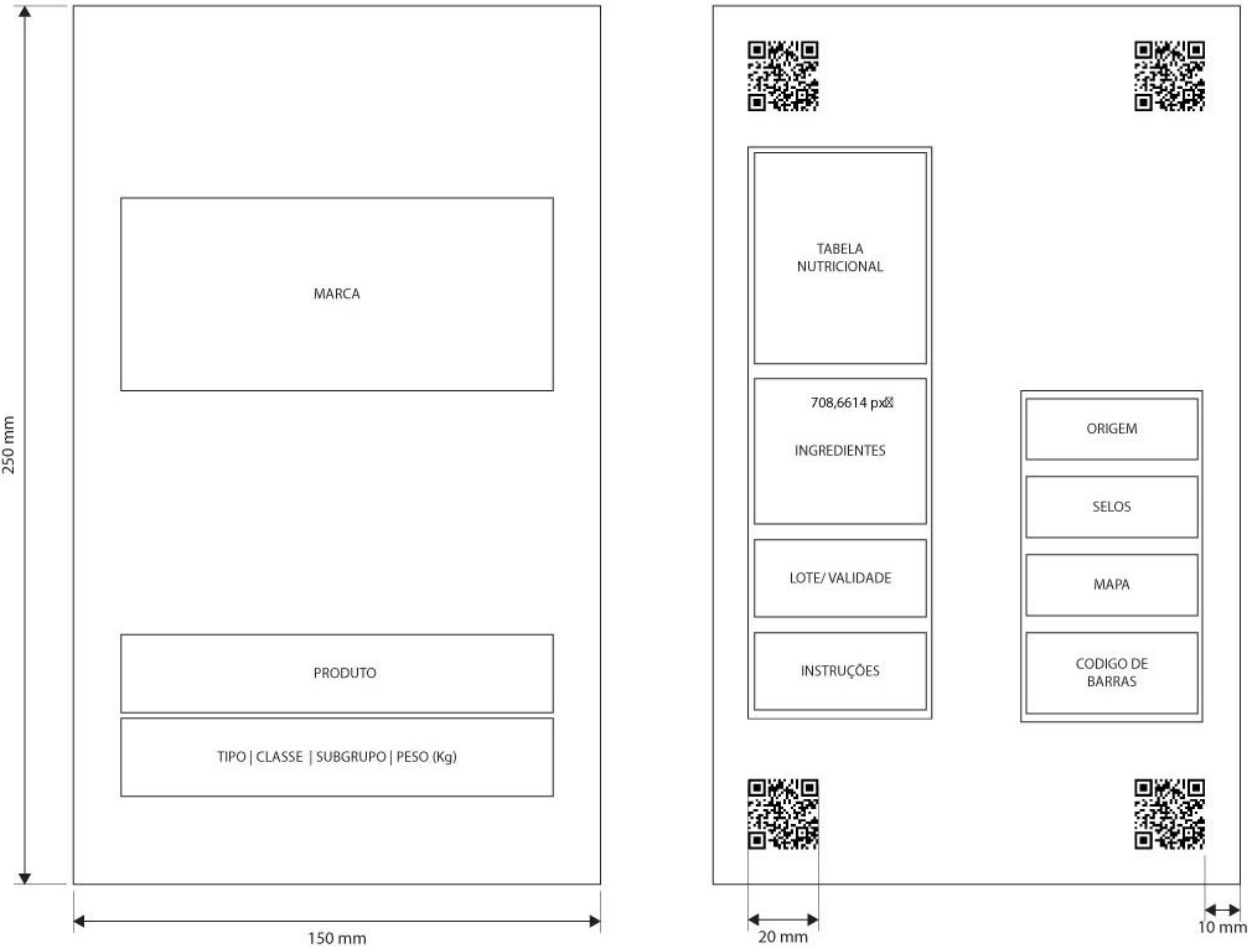 250 mm
MARCA
PRODUTO
TIPO | CLASSE | SUBGRUPO | PESO (Kg)
150 mm
TABELA
NUTRICIONAL
708,6614 px
INGREDIENTES
LOTE/ VALIDADE
INSTRUÇÕES
ORIGEM
SELOS
MAPA
CODIGO DE
BARRAS
20 mm
10 mm